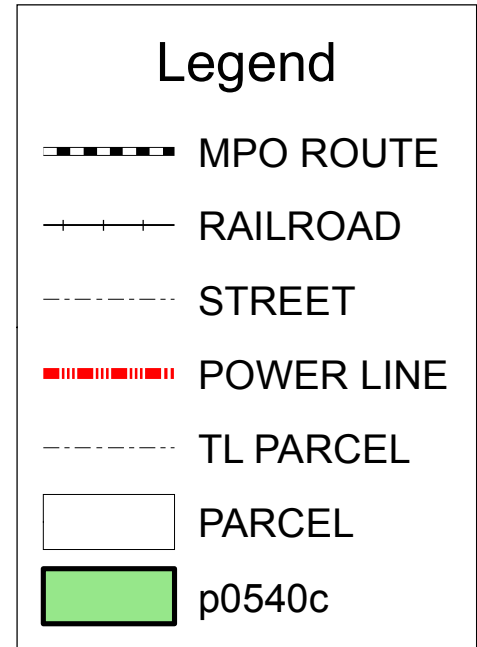 Legend
MPO ROUTE
RAILROAD
STREET
POWER LINE
TL PARCEL
PARCEL
p0540c